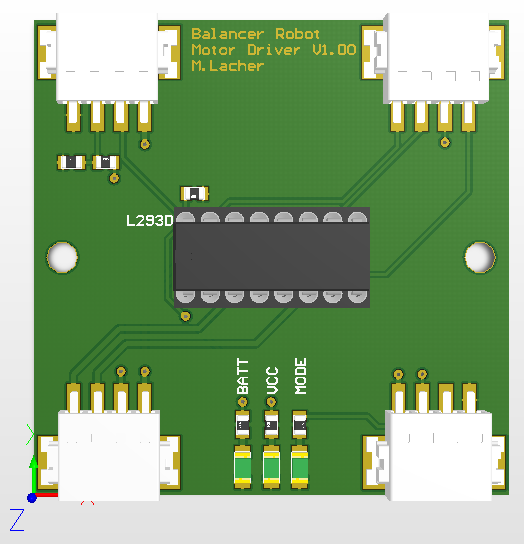 Balancer Robot
Motor Driver V1.00
M.Lacher
L293D
BATT
VCC
MODE
X
Z